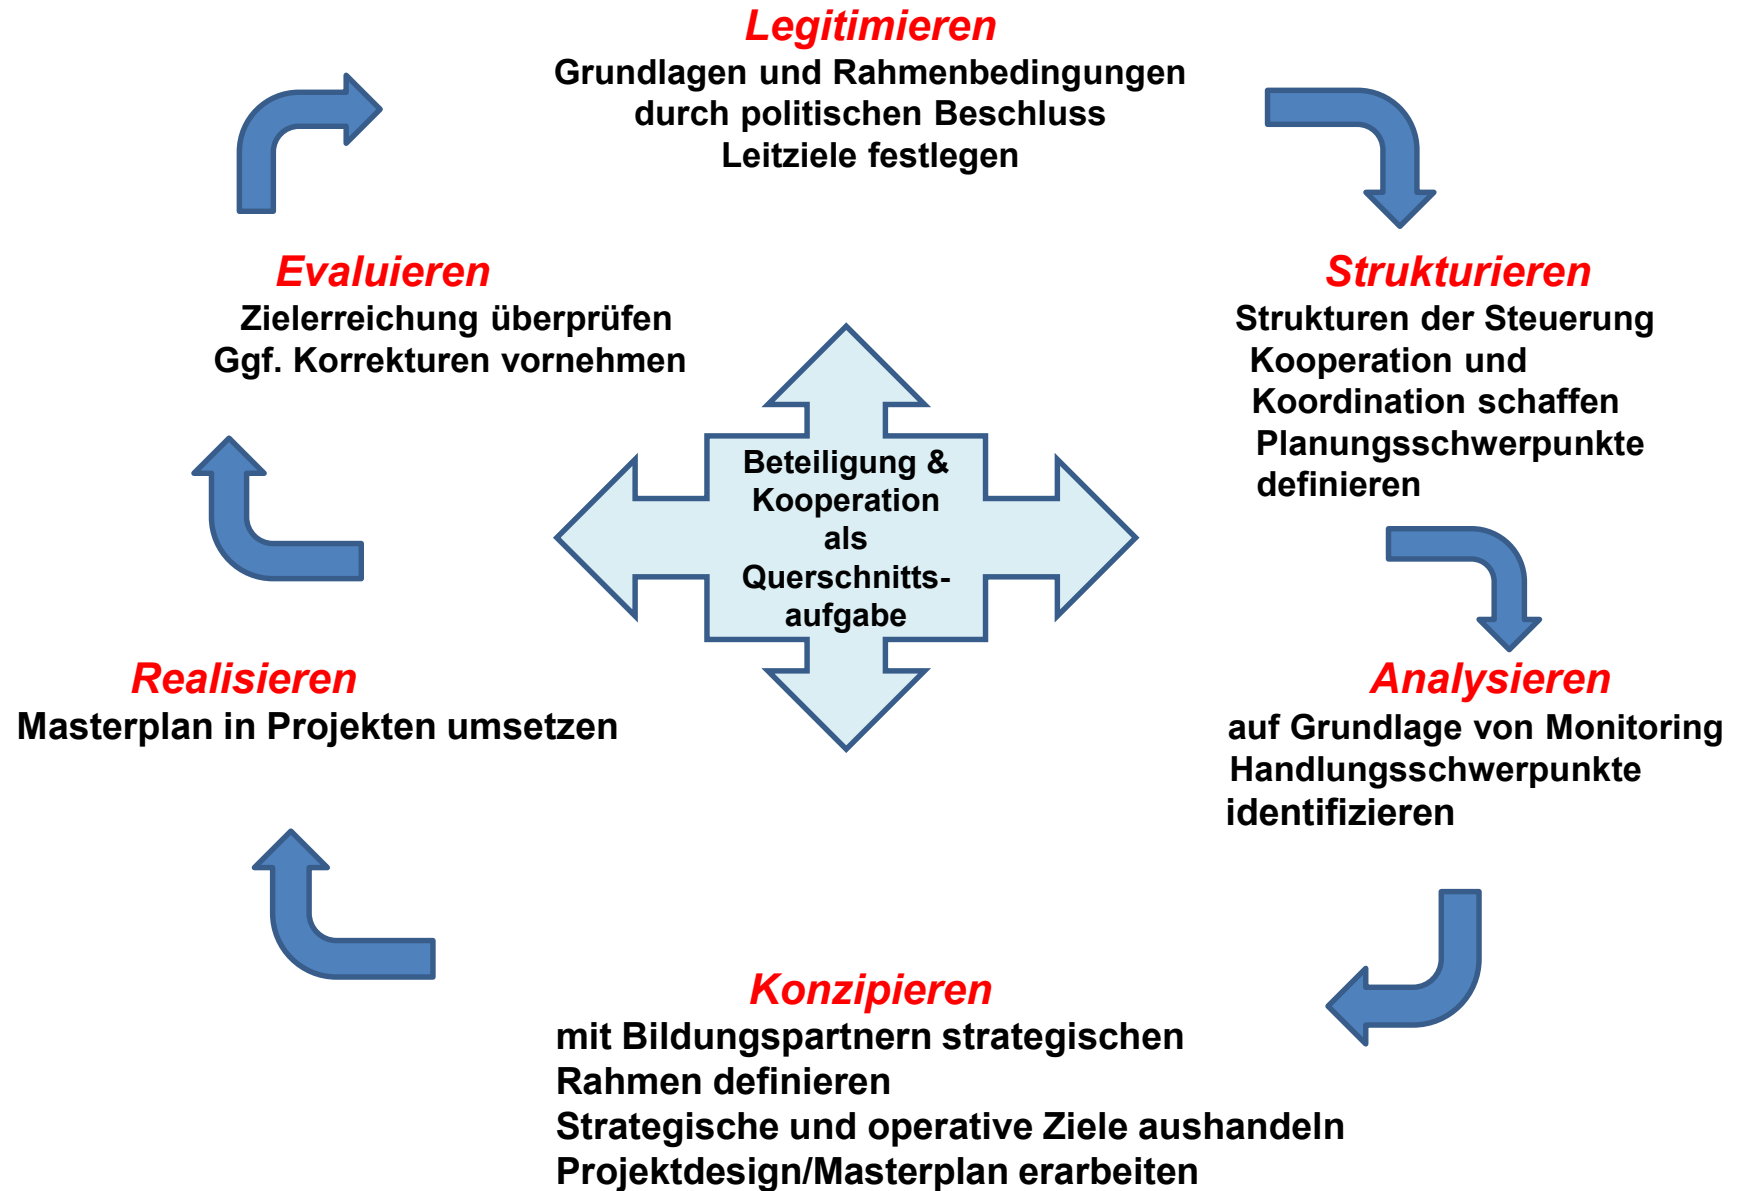 Legitimieren
Grundlagen und Rahmenbedingungen
durch politischen Beschluss
Leitziele festlegen
Strukturieren
Strukturen der Steuerung
Kooperation und
Koordination schaffen
Planungsschwerpunkte
definieren
Analysieren
auf Grundlage von Monitoring
Handlungsschwerpunkte
identifizieren
Konzipieren
mit Bildungspartnern strategischen
Rahmen definieren
Strategische und operative Ziele aushandeln
Projektdesign/Masterplan erarbeiten
Realisieren
Masterplan in Projekten umsetzen
Evaluieren
Zielerreichung überprüfen
Ggf. Korrekturen vornehmen
Beteiligung &
Kooperation
als
Querschnitts-
aufgabe